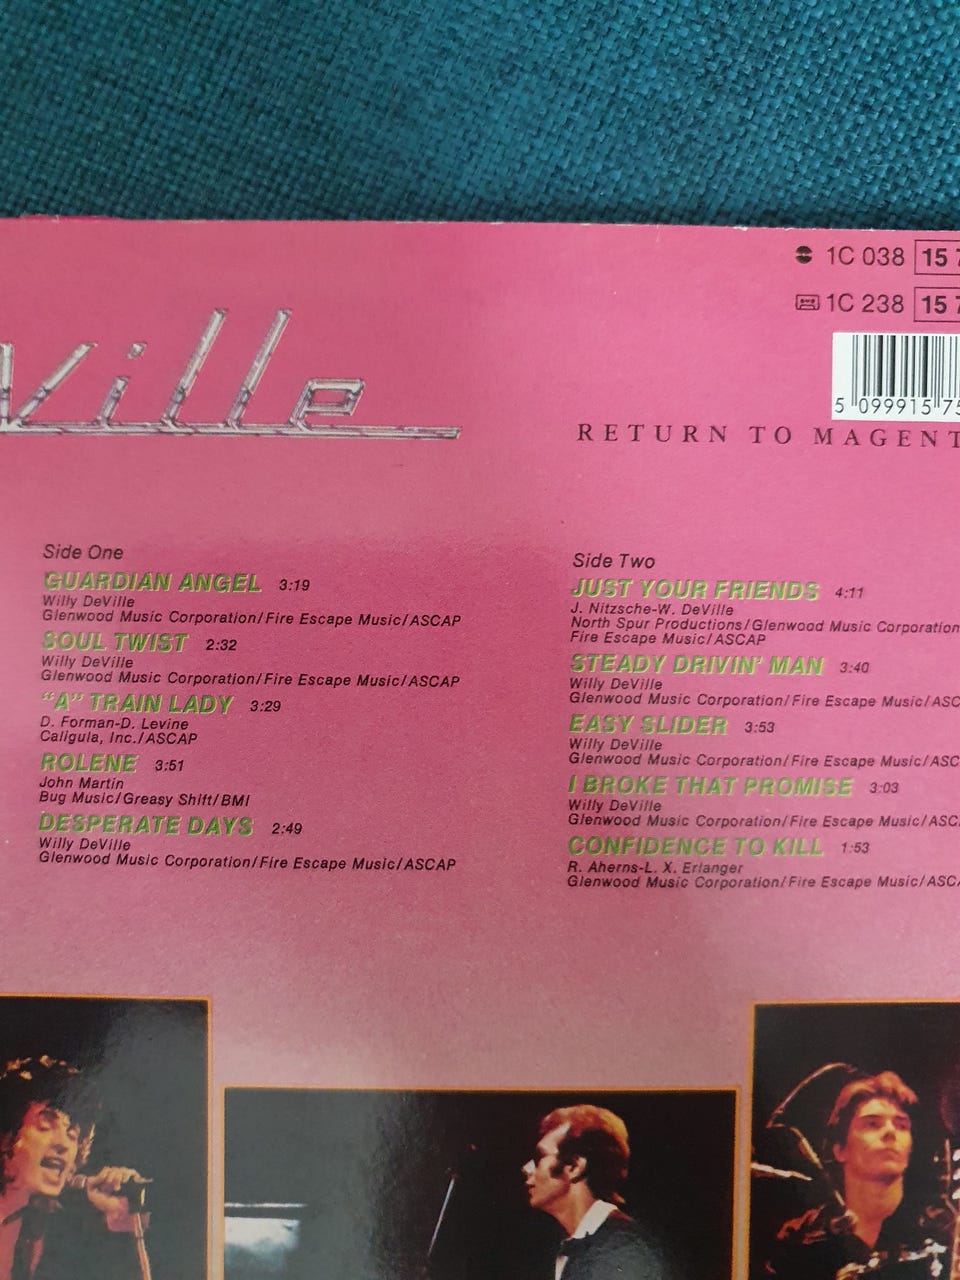 1C 038 15 7
1C 238 15 7
Ville
5 099915 75
RETURN TO MAGENT
Side One
GUARDIAN ANGEL 3:19
Willy DeVille
Glenwood Music Corporation/Fire Escape Music/ASCAP
SOUL TWIST 2:32
Willy DeVille
Glenwood Music Corporation/Fire Escape Music/ASCAP
"A" TRAIN LADY 3:29
D. Forman-D. Levine
Caligula, Inc./ASCAP
ROLENE 3:51
John Martin
Bug Music/Greasy Shift/BMI
DESPERATE DAYS 2:49
Willy DeVille
Glenwood Music Corporation/Fire Escape Music/ASCAP
Side Two
JUST YOUR FRIENDS 4:11
J. Nitzsche-W. DeVille
North Spur Productions/Glenwood Music Corporation
Fire Escape Music/ASCAP
STEADY DRIVIN' MAN 3:40
Willy DeVille
Glenwood Music Corporation/Fire Escape Music/ASC
EASY SLIDER 3:53
Willy DeVille
Glenwood Music Corporation/Fire Escape Music/ASC
I BROKE THAT PROMISE 3:03
Willy DeVille
Glenwood Music Corporation/Fire Escape Music/ASCA
CONFIDENCE TO KILL 1:53
R. Aherns-L. X. Erlanger
Glenwood Music Corporation/Fire Escape Music/ASCA